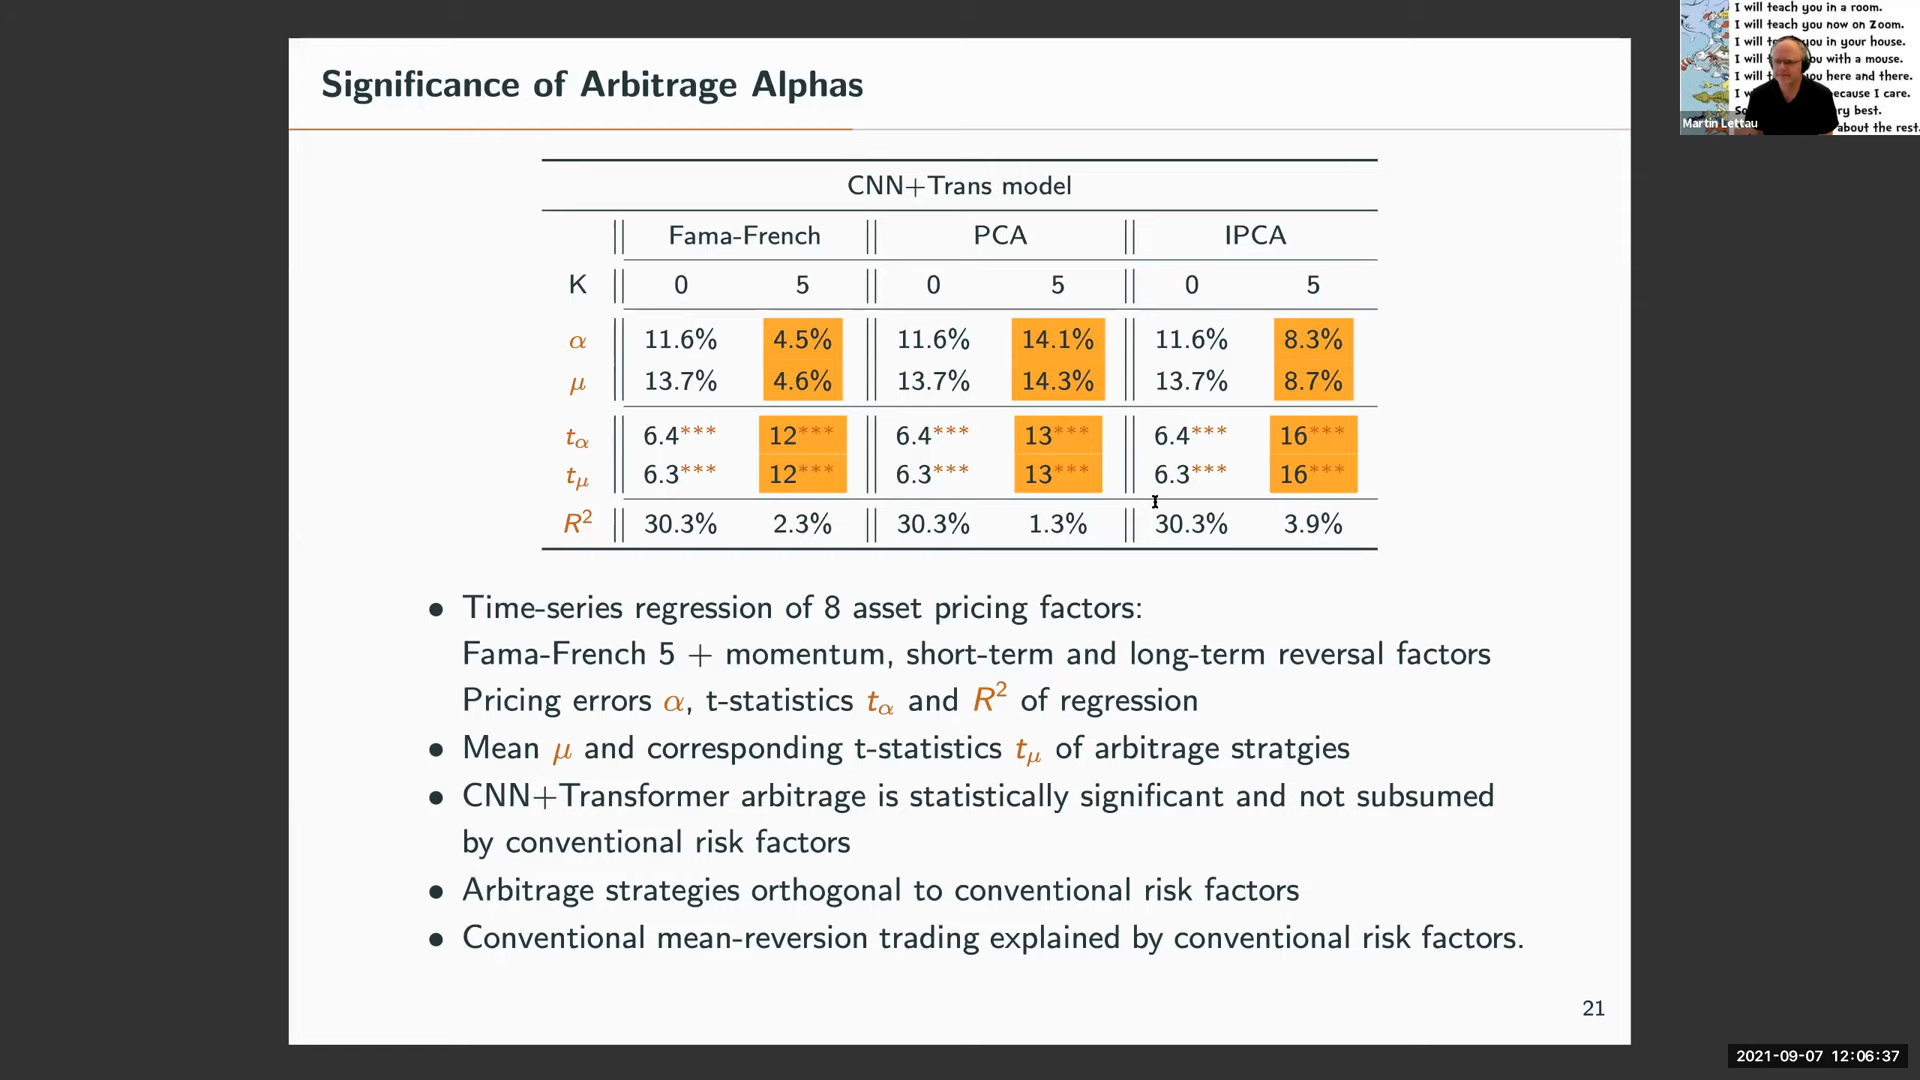 Significance of Arbitrage Alphas
CNN+Trans model
Fama-French PCA IPCA
K 0 5 0 5 0 5
α 11.6% 4.5% 11.6% 14.1% 11.6% 8.3%
μ 13.7% 4.6% 13.7% 14.3% 13.7% 8.7%
tα 6.4*** 12*** 6.4*** 13*** 6.4*** 16***
tμ 6.3*** 12*** 6.3*** 13*** 6.3*** 16***
R² 30.3% 2.3% 30.3% 1.3% 30.3% 3.9%
• Time-series regression of 8 asset pricing factors:
Fama-French 5 + momentum, short-term and long-term reversal factors
Pricing errors α, t-statistics tα and R² of regression
• Mean μ and corresponding t-statistics tμ of arbitrage stratgies
• CNN+Transformer arbitrage is statistically significant and not subsumed
by conventional risk factors
• Arbitrage strategies orthogonal to conventional risk factors
• Conventional mean-reversion trading explained by conventional risk factors.
21
I will teach you in a room.
I will teach you now on Zoom.
I will you in your house.
I will you with a mouse.
I will you here and there.
I because I care.
very best.
about the rest.
Martin Lettau
2021-09-07 12:06:37